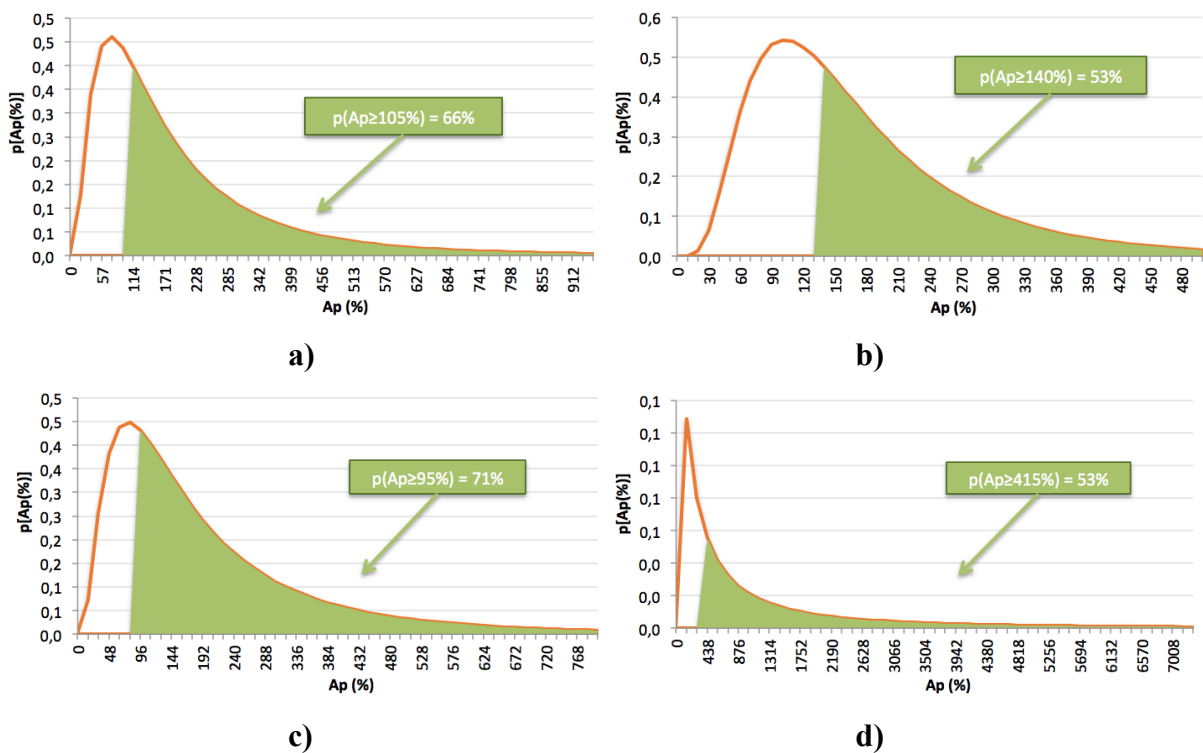 0,5
0,5
0,4
0,4
0,3
0,3
0,2
0,2
0,1
0,1
0,0
p[Ap(%)]
p(Ap≥105%) = 66%
0 57 114 171 228 285 342 399 456 513 570 627 684 741 798 855 912
Ap (%)
a)
0,6
0,5
0,4
0,3
0,2
0,1
0,0
p[Ap(%)]
p(Ap≥140%) = 53%
0 30 60 90 120 150 180 210 240 270 300 330 360 390 420 450 480
Ap (%)
b)
0,5
0,5
0,4
0,4
0,3
0,3
0,2
0,2
0,1
0,1
0,0
p[Ap(%)]
p(Ap≥95%) = 71%
0 48 96 144 192 240 288 336 384 432 480 528 576 624 672 720 768
Ap (%)
c)
0,1
0,1
0,1
0,1
0,1
0,0
0,0
0,0
p[Ap(%)]
p(Ap≥415%) = 53%
0 438 876 1314 1752 2190 2628 3066 3504 3942 4380 4818 5256 5694 6132 6570 7008
Ap (%)
d)